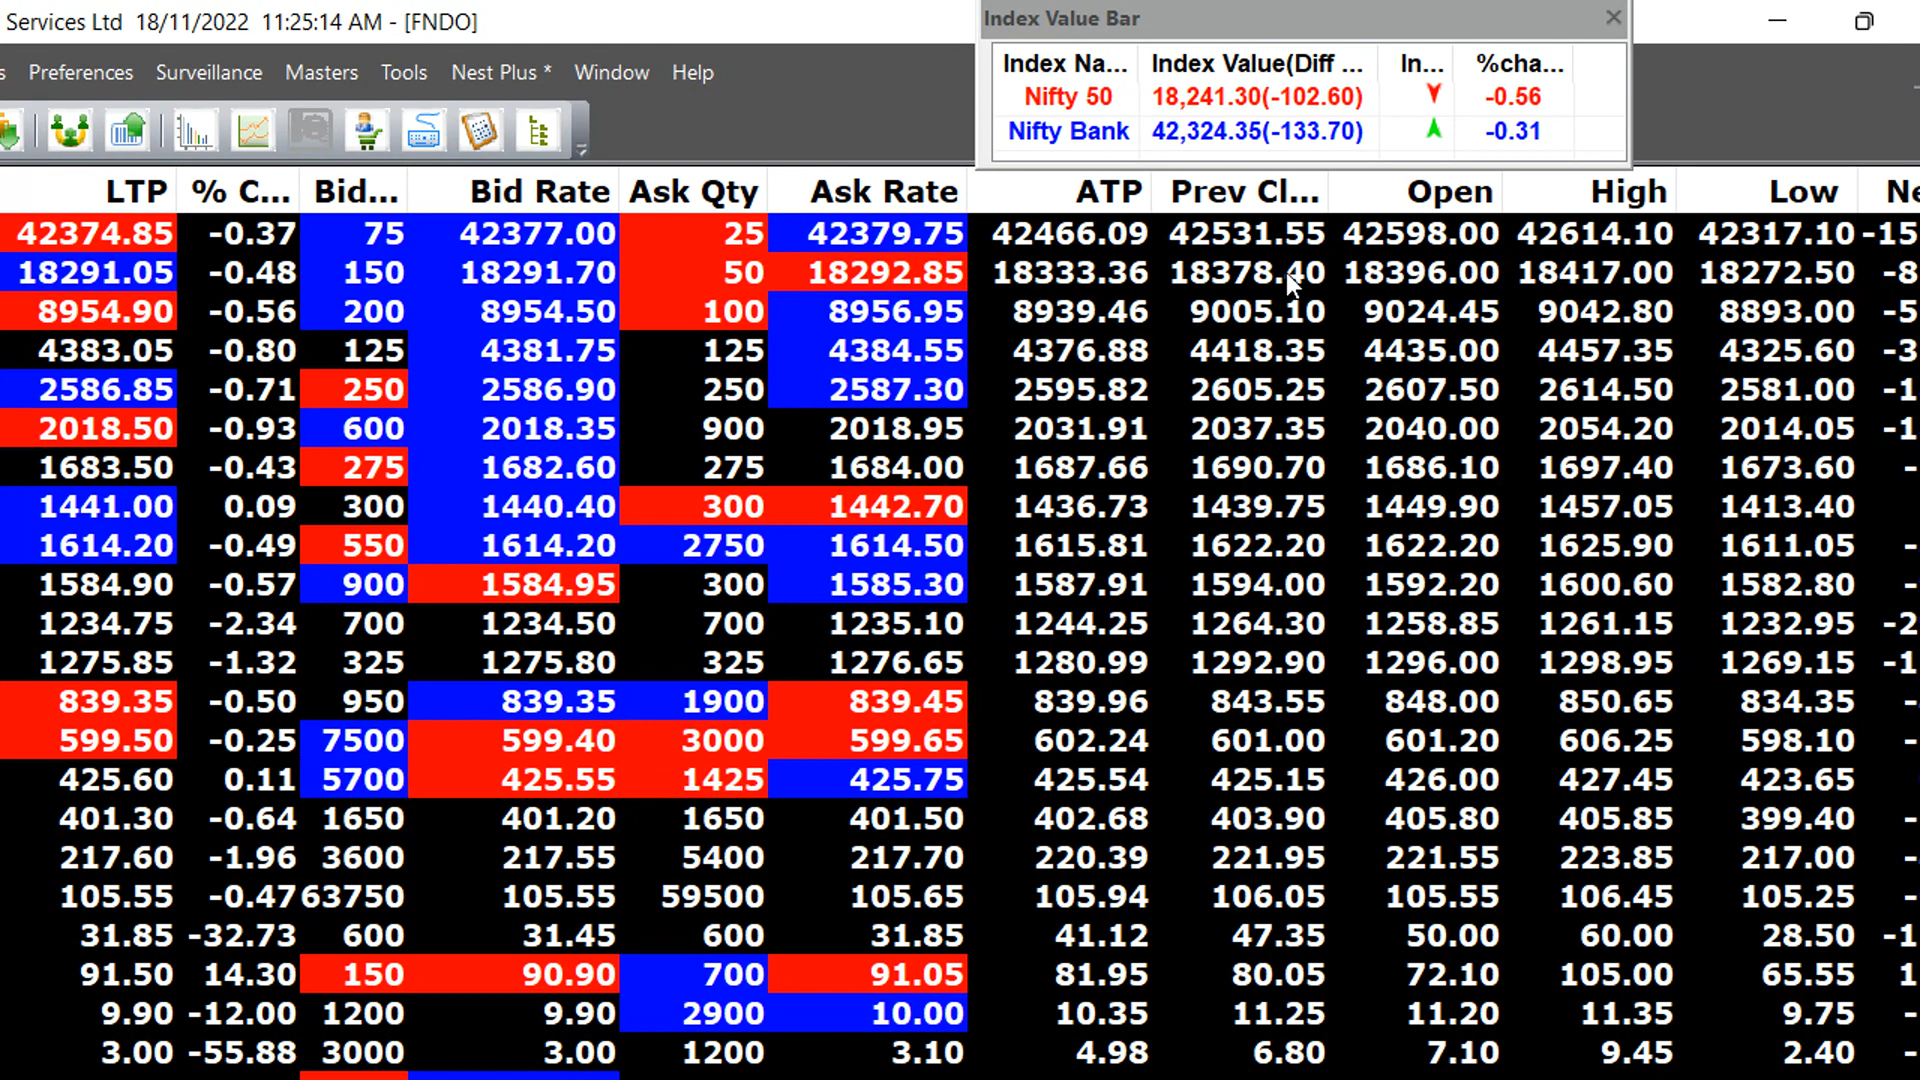 Services Ltd 18/11/2022 11:25:14 AM - [FNDO]
Index Value Bar
s Preferences Surveillance Masters Tools Nest Plus * Window Help
Index Na... Index Value(Diff ... In... %cha...
Nifty 50 18,241.30(-102.60) -0.56
Nifty Bank 42,324.35(-133.70) -0.31
LTP % C... Bid... Bid Rate Ask Qty Ask Rate ATP Prev Cl... Open High Low Ne
42374.85 -0.37 75 42377.00 25 42379.75 42466.09 42531.55 42598.00 42614.10 42317.10 -15
18291.05 -0.48 150 18291.70 50 18292.85 18333.36 18378.40 18396.00 18417.00 18272.50 -8
8954.90 -0.56 200 8954.50 100 8956.95 8939.46 9005.10 9024.45 9042.80 8893.00 -5
4383.05 -0.80 125 4381.75 125 4384.55 4376.88 4418.35 4435.00 4457.35 4325.60 -3
2586.85 -0.71 250 2586.90 250 2587.30 2595.82 2605.25 2607.50 2614.50 2581.00 -1
2018.50 -0.93 600 2018.35 900 2018.95 2031.91 2037.35 2040.00 2054.20 2014.05 -1
1683.50 -0.43 275 1682.60 275 1684.00 1687.66 1690.70 1686.10 1697.40 1673.60 -
1441.00 0.09 300 1440.40 300 1442.70 1436.73 1439.75 1449.90 1457.05 1413.40
1614.20 -0.49 550 1614.20 2750 1614.50 1615.81 1622.20 1622.20 1625.90 1611.05 -
1584.90 -0.57 900 1584.95 300 1585.30 1587.91 1594.00 1592.20 1600.60 1582.80 -
1234.75 -2.34 700 1234.50 700 1235.10 1244.25 1264.30 1258.85 1261.15 1232.95 -2
1275.85 -1.32 325 1275.80 325 1276.65 1280.99 1292.90 1296.00 1298.95 1269.15 -1
839.35 -0.50 950 839.35 1900 839.45 839.96 843.55 848.00 850.65 834.35 -
599.50 -0.25 7500 599.40 3000 599.65 602.24 601.00 601.20 606.25 598.10 -
425.60 0.11 5700 425.55 1425 425.75 425.54 425.15 426.00 427.45 423.65
401.30 -0.64 1650 401.20 1650 401.50 402.68 403.90 405.80 405.85 399.40 -
217.60 -1.96 3600 217.55 5400 217.70 220.39 221.95 221.55 223.85 217.00 -
105.55 -0.47 63750 105.55 59500 105.65 105.94 106.05 105.55 106.45 105.25 -
31.85 -32.73 600 31.45 600 31.85 41.12 47.35 50.00 60.00 28.50 -1
91.50 14.30 150 90.90 700 91.05 81.95 80.05 72.10 105.00 65.55 1
9.90 -12.00 1200 9.90 2900 10.00 10.35 11.25 11.20 11.35 9.75 -
3.00 -55.88 3000 3.00 1200 3.10 4.98 6.80 7.10 9.45 2.40 -